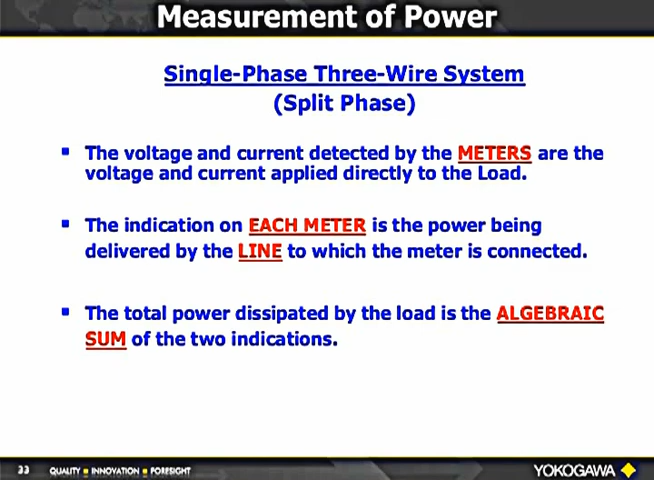 Measurement of Power
Single-Phase Three-Wire System
(Split Phase)
▪ The voltage and current detected by the METERS are the
voltage and current applied directly to the Load.
▪ The indication on EACH METER is the power being
delivered by the LINE to which the meter is connected.
▪ The total power dissipated by the load is the ALGEBRAIC
SUM of the two indications.
33 QUALITY ▪ INNOVATION ▪ FORESIGHT YOKOGAWA